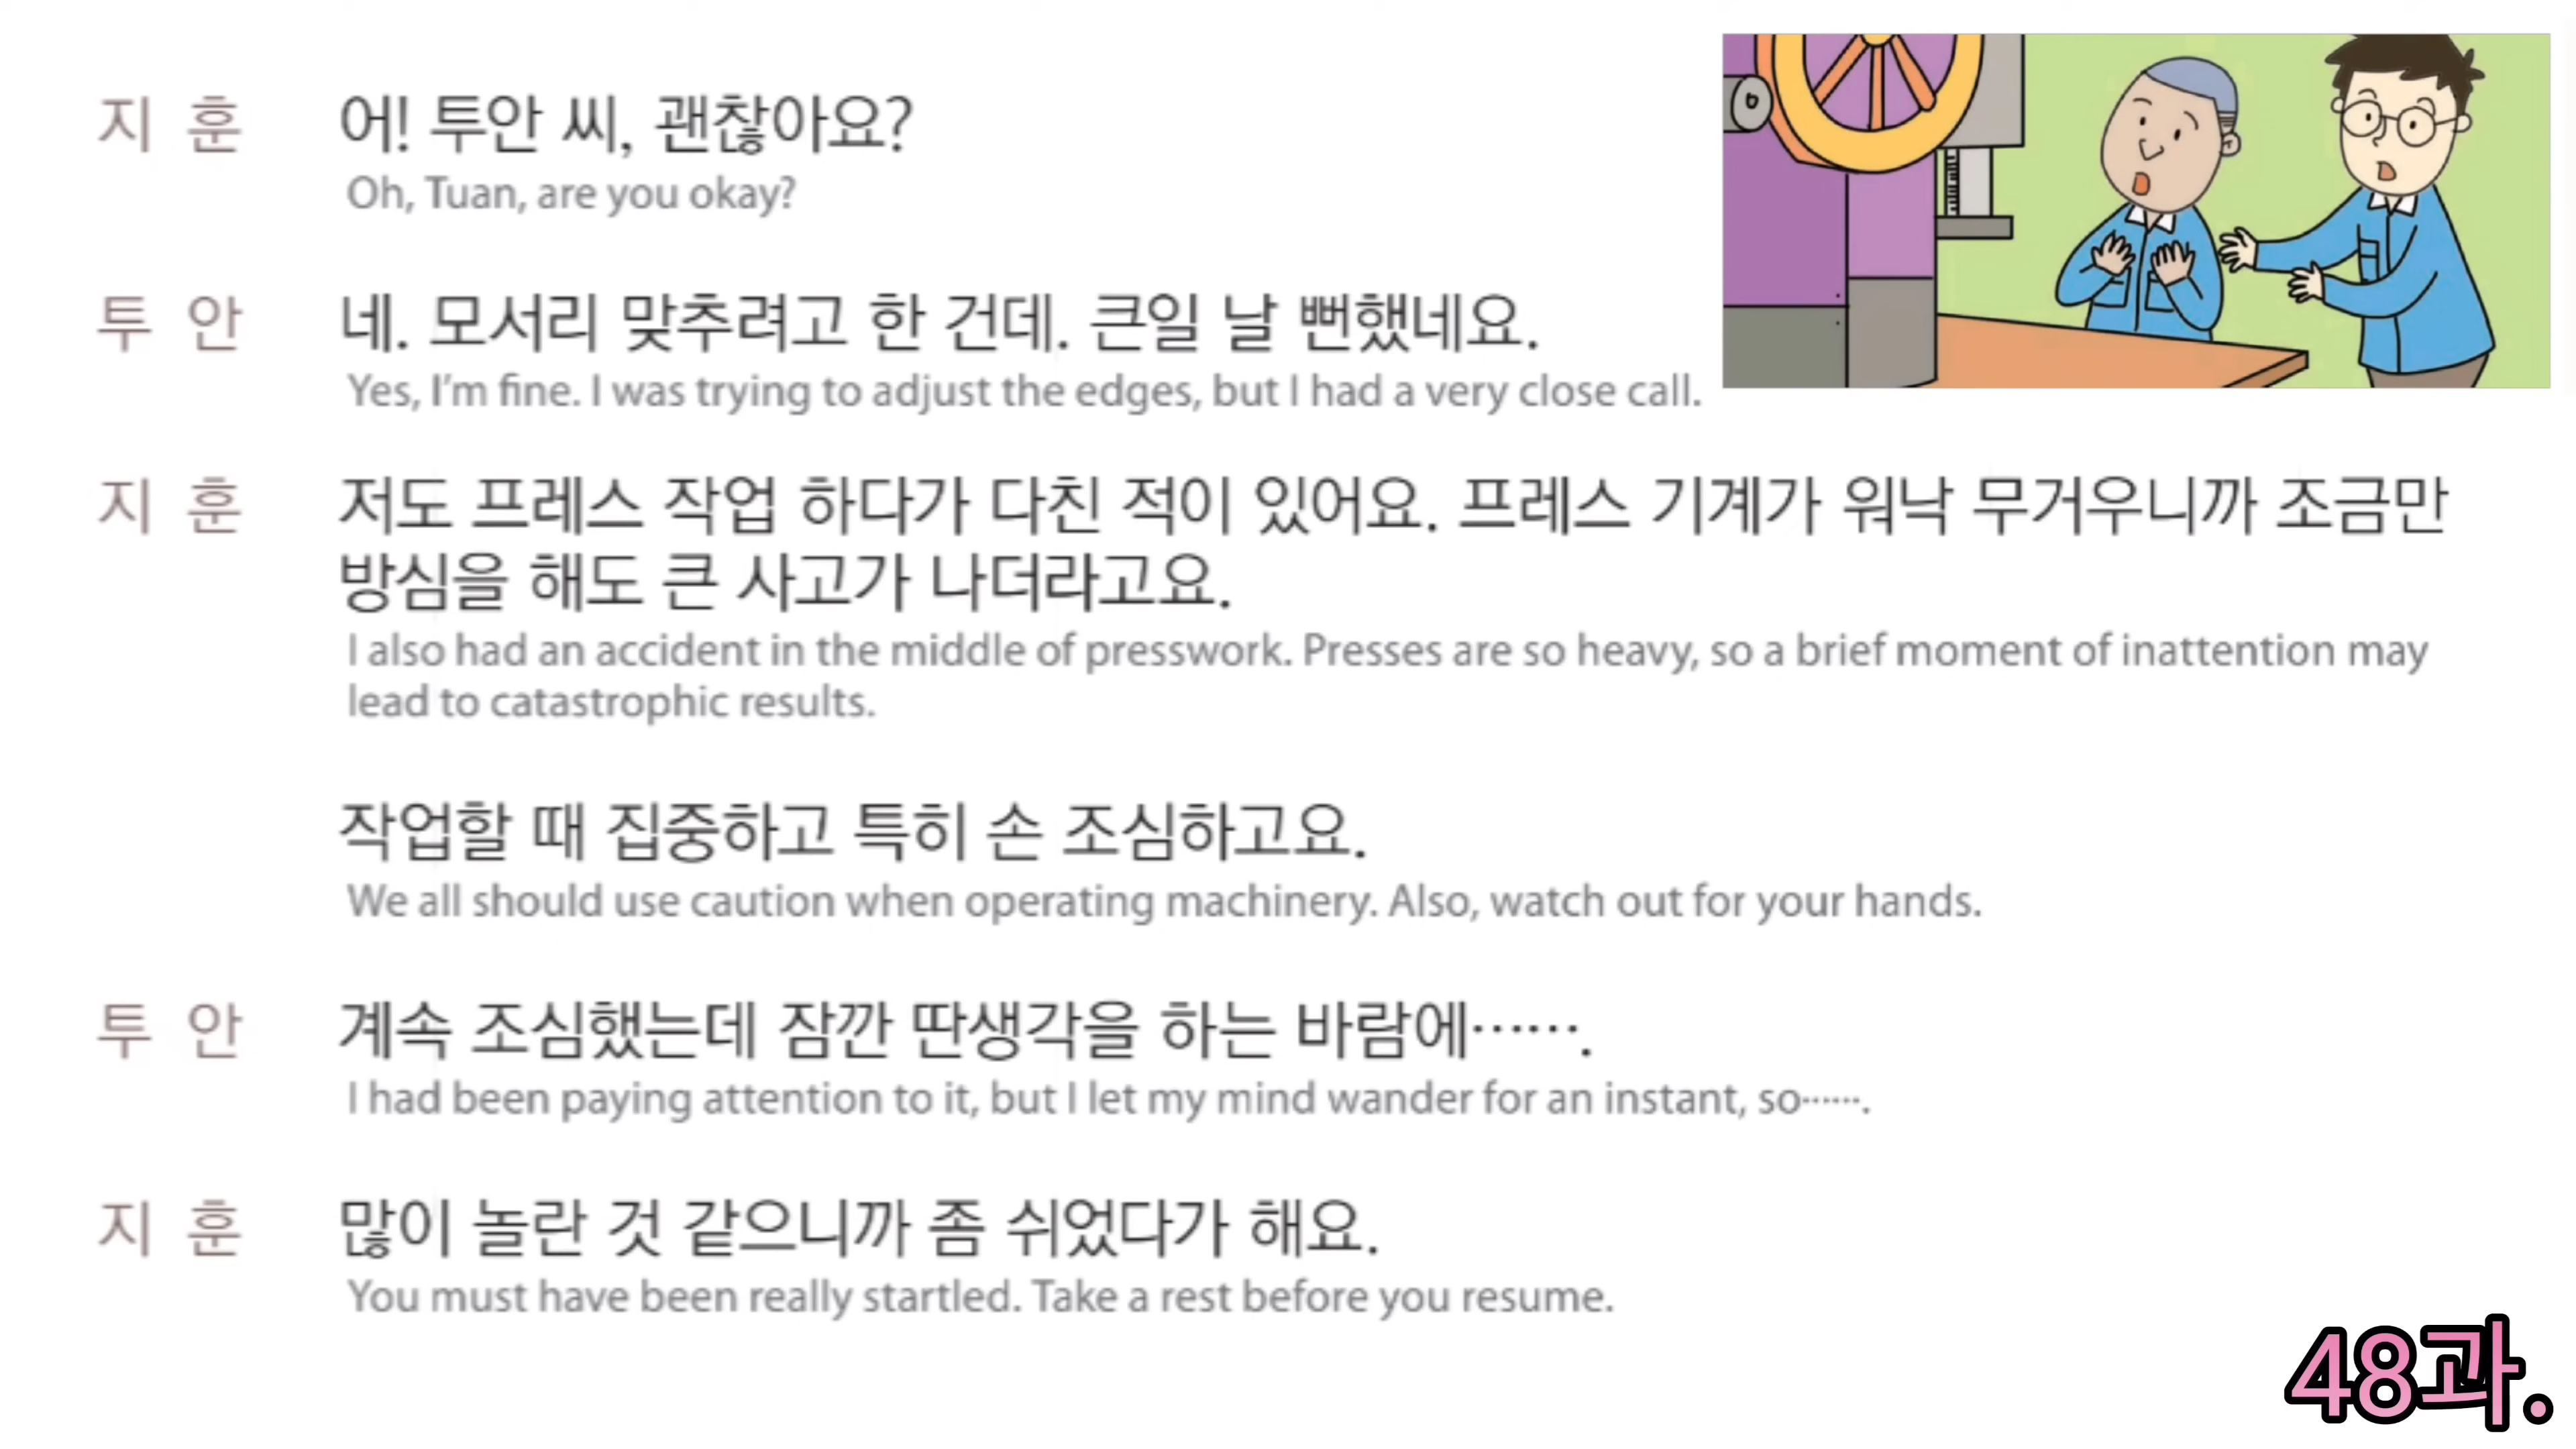 지 훈 어! 투안 씨, 괜찮아요?
Oh, Tuan, are you okay?
투 안 네. 모서리 맞추려고 한 건데. 큰일 날 뻔했네요.
Yes, I'm fine. I was trying to adjust the edges, but I had a very close call.
지 훈 저도 프레스 작업 하다가 다친 적이 있어요. 프레스 기계가 워낙 무거우니까 조금만
방심을 해도 큰 사고가 나더라고요.
I also had an accident in the middle of presswork. Presses are so heavy, so a brief moment of inattention may
lead to catastrophic results.
작업할 때 집중하고 특히 손 조심하고요.
We all should use caution when operating machinery. Also, watch out for your hands.
투 안 계속 조심했는데 잠깐 딴생각을 하는 바람에…….
I had been paying attention to it, but I let my mind wander for an instant, so…….
지 훈 많이 놀란 것 같으니까 좀 쉬었다가 해요.
You must have been really startled. Take a rest before you resume.
48과.